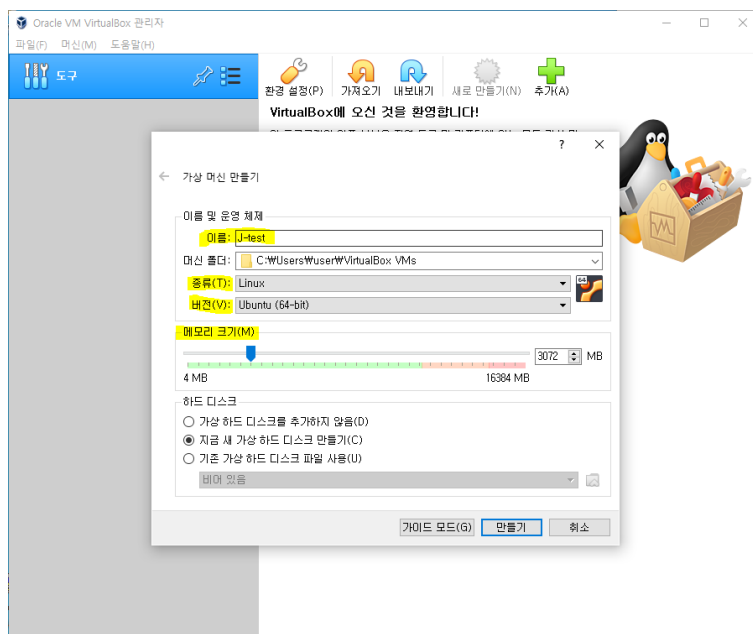 Oracle VM VirtualBox 관리자
파일(F) 머신(M) 도움말(H)
도구
환경 설정(P) 가져오기 내보내기 새로 만들기(N) 추가(A)
VirtualBox에 오신 것을 환영합니다!
? ×
가상 머신 만들기
이름 및 운영 체제
이름: J-test
머신 폴더: C:₩Users₩user₩VirtualBox VMs
종류(T): Linux
64
버전(V): Ubuntu (64-bit)
메모리 크기(M)
3072 MB
4 MB 16384 MB
하드 디스크
가상 하드 디스크를 추가하지 않음(D)
지금 새 가상 하드 디스크 만들기(C)
기존 가상 하드 디스크 파일 사용(U)
비어 있음
가이드 모드(G) 만들기 취소